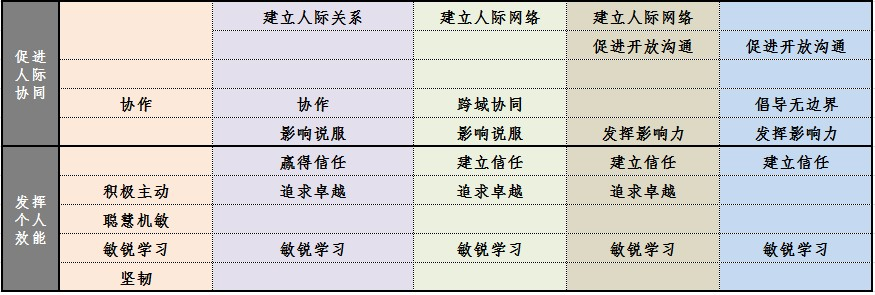 建立人际关系 建立人际网络 建立人际网络
促进开放沟通 促进开放沟通
促进
人际
协同
协作 协作 跨域协同 倡导无边界
影响说服 影响说服 发挥影响力 发挥影响力
赢得信任 建立信任 建立信任 建立信任
发挥
个人
效能
积极主动 追求卓越 追求卓越 追求卓越
聪慧机敏
敏锐学习 敏锐学习 敏锐学习 敏锐学习 敏锐学习
坚韧